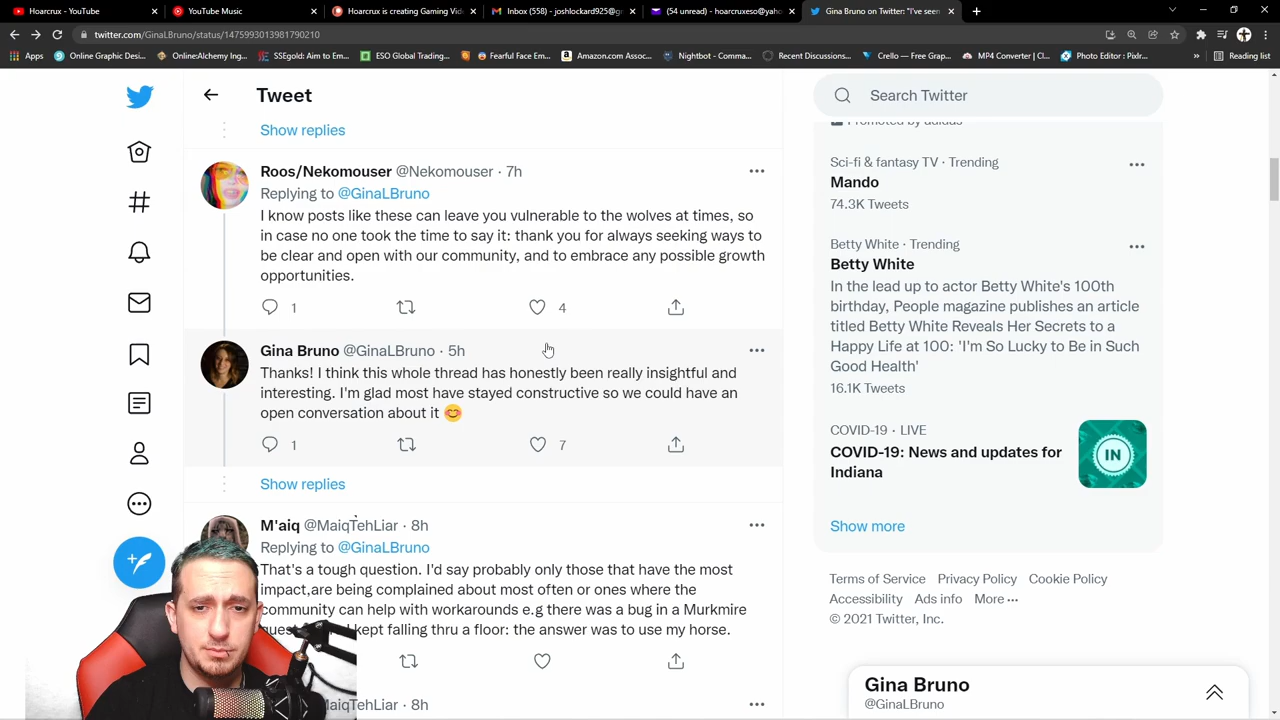 Hoarcrux - YouTube
YouTube Music
Hoarcrux is creating Gaming Vid
Inbox (558) - joshlockard925@gr
(54 unread) - hoarcruxeso@yaho
Gina Bruno on Twitter: "I've seen
twitter.com/GinaLBruno/status/1475993013981790210
Apps
Online Graphic Desi...
OnlineAlchemy Ing...
SSEgold: Aim to Em...
ESO Global Trading...
Fearful Face Em...
Amazon.com Assoc...
Nightbot - Comma...
Recent Discussions...
Crello — Free Grap...
MP4 Converter | Cl...
Photo Editor : Pixlr...
Reading list
Tweet
Search Twitter
Show replies
Roos/Nekomouser @Nekomouser · 7h
Replying to @GinaLBruno
I know posts like these can leave you vulnerable to the wolves at times, so
in case no one took the time to say it: thank you for always seeking ways to
be clear and open with our community, and to embrace any possible growth
opportunities.
1
4
Gina Bruno @GinaLBruno · 5h
Thanks! I think this whole thread has honestly been really insightful and
interesting. I'm glad most have stayed constructive so we could have an
open conversation about it 😊
1
7
Show replies
M'aiq @MaiqTehLiar · 8h
Replying to @GinaLBruno
That's a tough question. I'd say probably only those that have the most
impact,are being complained about most often or ones where the
community can help with workarounds e.g there was a bug in a Murkmire
kept falling thru a floor: the answer was to use my horse.
MaiqTehLiar · 8h
Promoted by adidas
Sci-fi & fantasy TV · Trending
Mando
74.3K Tweets
Betty White · Trending
Betty White
In the lead up to actor Betty White's 100th
birthday, People magazine publishes an article
titled Betty White Reveals Her Secrets to a
Happy Life at 100: 'I'm So Lucky to Be in Such
Good Health'
16.1K Tweets
COVID-19 · LIVE
COVID-19: News and updates for
Indiana
IN
Show more
Terms of Service Privacy Policy Cookie Policy
Accessibility Ads info More ···
© 2021 Twitter, Inc.
Gina Bruno
@GinaLBruno